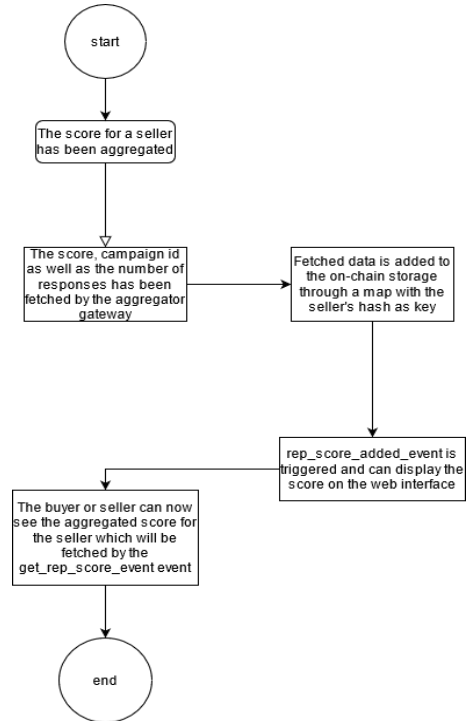 start
The score for a seller
has been aggregated
The score, campaign id
as well as the number of
responses has been
fetched by the aggregator
gateway
Fetched data is added to
the on-chain storage
through a map with the
seller's hash as key
rep_score_added_event is
triggered and can display the
score on the web interface
The buyer or seller can now
see the aggregated score for
the seller which will be
fetched by the
get_rep_score_event event
end